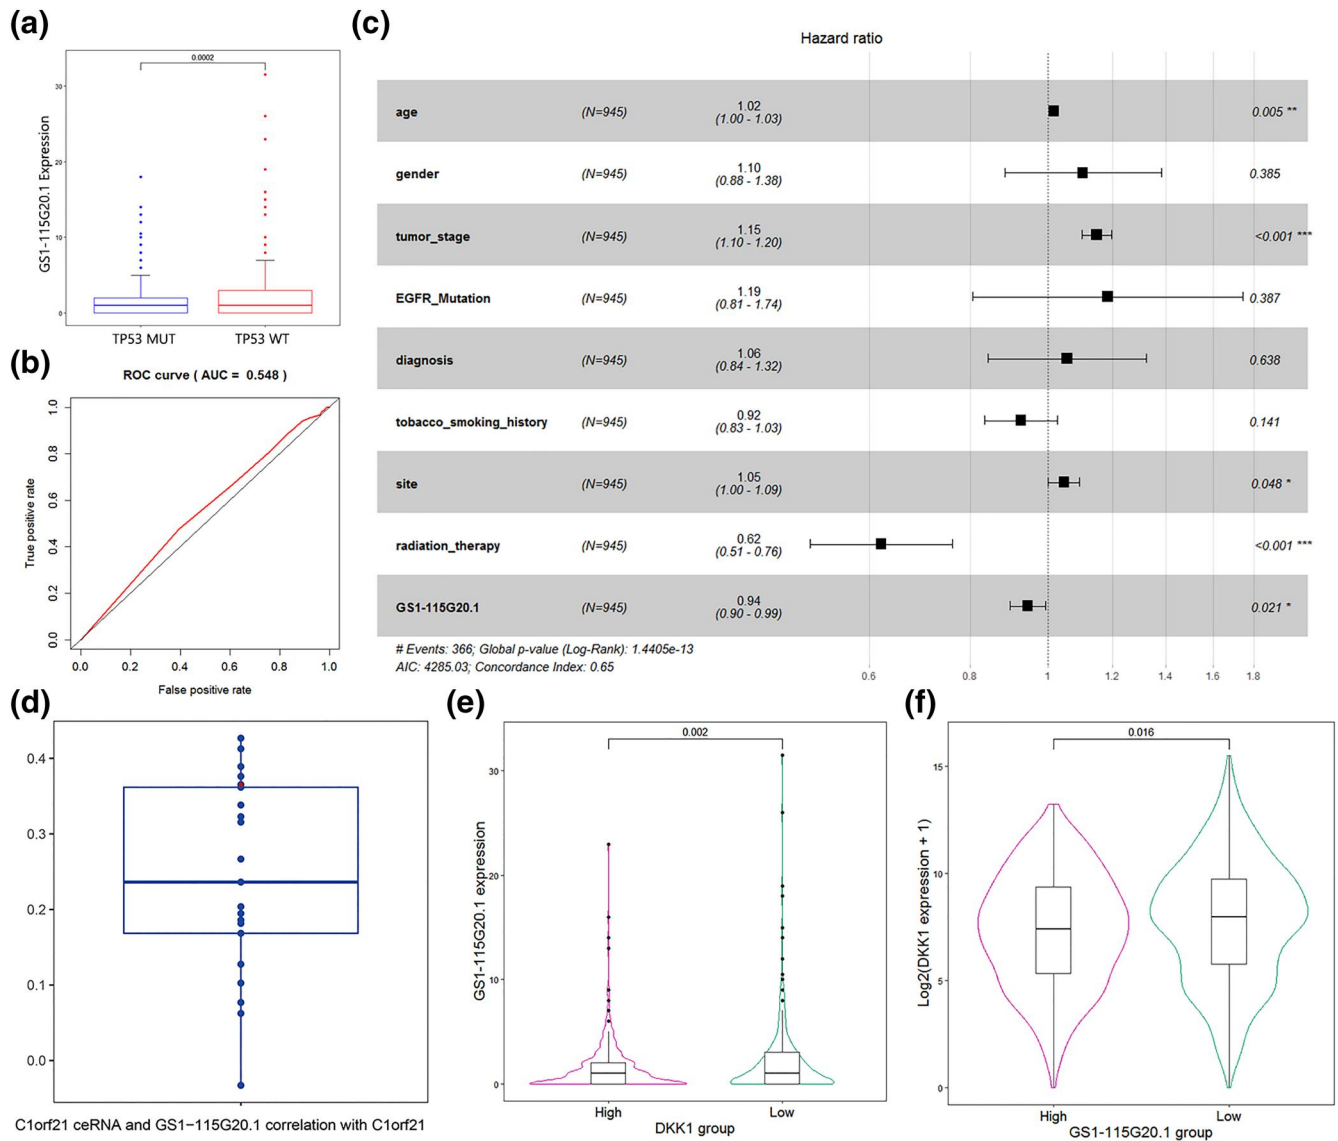 (a)
0.0002
30
20
10
0
GS1-115G20.1 Expression
TP53 MUT TP53 WT
(b)
ROC curve ( AUC = 0.548 )
1.0
0.8
0.6
0.4
0.2
0.0
True positive rate
0.0 0.2 0.4 0.6 0.8 1.0
False positive rate
(c)
Hazard ratio
age (N=945) 1.02 (1.00 - 1.03) 0.005 **
gender (N=945) 1.10 (0.88 - 1.38) 0.385
tumor_stage (N=945) 1.15 (1.10 - 1.20) <0.001 ***
EGFR_Mutation (N=945) 1.19 (0.81 - 1.74) 0.387
diagnosis (N=945) 1.06 (0.84 - 1.32) 0.638
tobacco_smoking_history (N=945) 0.92 (0.83 - 1.03) 0.141
site (N=945) 1.05 (1.00 - 1.09) 0.048 *
radiation_therapy (N=945) 0.62 (0.51 - 0.76) <0.001 ***
GS1-115G20.1 (N=945) 0.94 (0.90 - 0.99) 0.021 *
# Events: 366; Global p-value (Log-Rank): 1.4405e-13
AIC: 4285.03; Concordance Index: 0.65
0.6 0.8 1 1.2 1.4 1.6 1.8
(d)
0.4
0.3
0.2
0.1
0.0
C1orf21 ceRNA and GS1−115G20.1 correlation with C1orf21
(e)
0.002
30
20
10
0
GS1-115G20.1 expression
High Low
DKK1 group
(f)
0.016
15
10
5
0
Log2(DKK1 expression + 1)
High Low
GS1-115G20.1 group